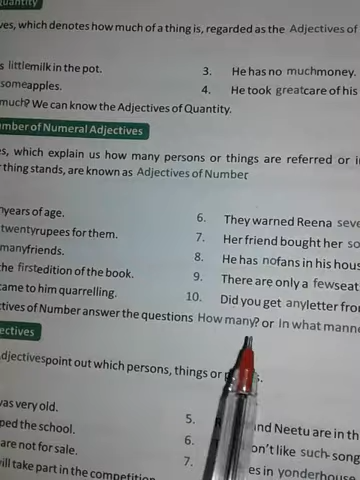 Quantity
ves, which denotes how much of a thing is, regarded as the Adjectives of
s littlemilk in the pot.
3. He has no muchmoney.
someapples.
4. He took greatcare of his
much? We can know the Adjectives of Quantity.
umber of Numeral Adjectives
es, which explain us how many persons or things are referred or i
thing stands, are known as Adjectives of Number
yyears of age.
6. They warned Reena seve
twentyrupees for them.
7. Her friend bought her so
manyfriends.
8. He has nofans in his hous
the firstedition of the book.
9. There are only a fewseat
came to him quarrelling.
10. Did you get anyletter fro
ctives of Number answer the questions How many? or In what mann
ectives
djectivespoint out which persons, things or
was very old.
5. nd Neetu are in th
ped the school.
6. on't like such-song
are not for sale.
7. es in yonderhouse
ill take part in the competition